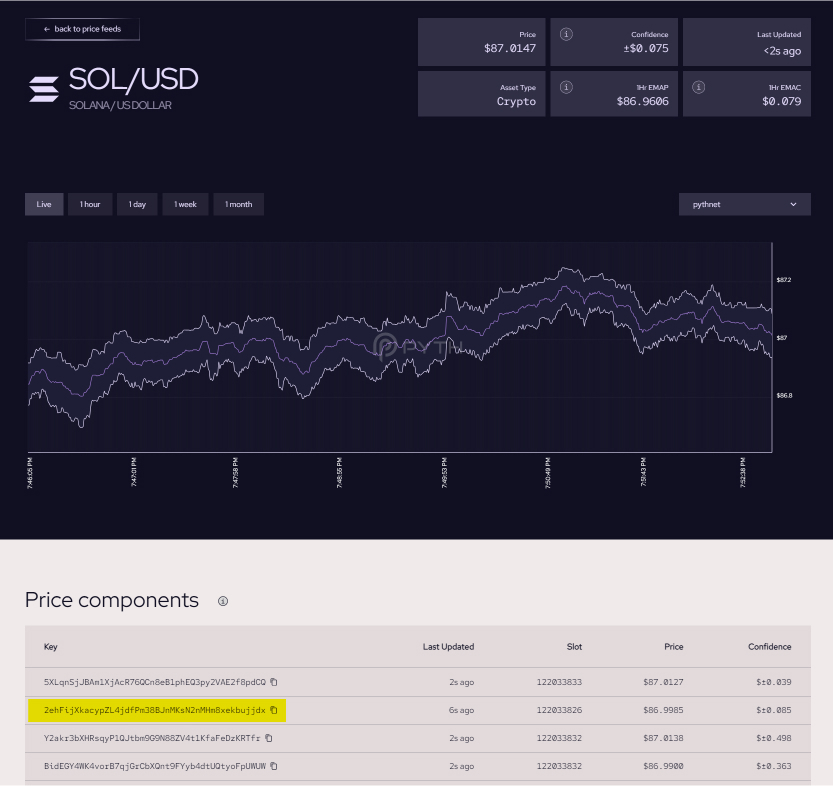 ← back to price feeds
SOL/USD
SOLANA / US DOLLAR
Price
$87.0147
Confidence
±$0.075
Last Updated
<2s ago
Asset Type
Crypto
1Hr EMAP
$86.9606
1Hr EMAC
$0.079
Live 1 hour 1 day 1 week 1 month
pythnet
PYTH
$87.2
$87
$86.8
7:46:05 PM 7:47:01 PM 7:47:58 PM 7:48:55 PM 7:49:53 PM 7:50:49 PM 7:51:43 PM 7:52:38 PM
Price components
Key Last Updated Slot Price Confidence
5XLqnSjJBAm1XjAcR76QCn8eB1phEQ3py2VAE2f8pdCQ 2s ago 122033833 $87.0127 $±0.039
2ehFijXkacypZL4jdfPm38BJnMKsN2nMHm8xekbujjdx 6s ago 122033826 $86.9985 $±0.085
Y2akr3bXHRsqyP1QJtbm9G9N88ZV4t1KfaFeDzKRTfr 2s ago 122033832 $87.0138 $±0.498
BidEGY4WK4vorB7qjGrCbXQnt9FYyb4dtUQtyoFpUWUW 2s ago 122033832 $86.9900 $±0.363